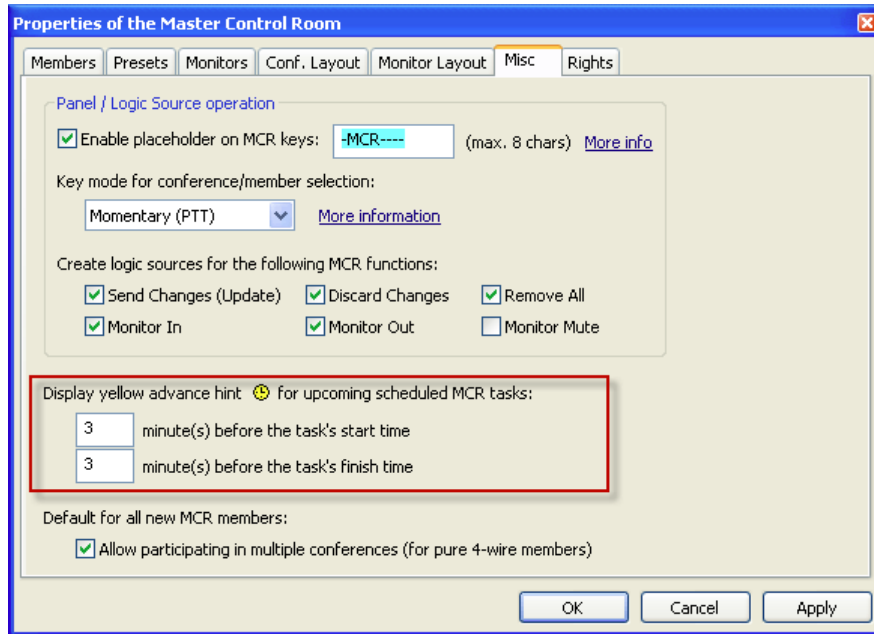 Properties of the Master Control Room
Members Presets Monitors Conf. Layout Monitor Layout Misc Rights
Panel / Logic Source operation
Enable placeholder on MCR keys: -MCR---- (max. 8 chars) More info
Key mode for conference/member selection:
Momentary (PTT) More information
Create logic sources for the following MCR functions:
Send Changes (Update) Discard Changes Remove All
Monitor In Monitor Out Monitor Mute
Display yellow advance hint for upcoming scheduled MCR tasks:
3 minute(s) before the task's start time
3 minute(s) before the task's finish time
Default for all new MCR members:
Allow participating in multiple conferences (for pure 4-wire members)
OK Cancel Apply